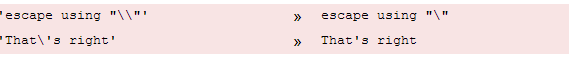 'escape using "\\"' » escape using "\"
'That\'s right' » That's right